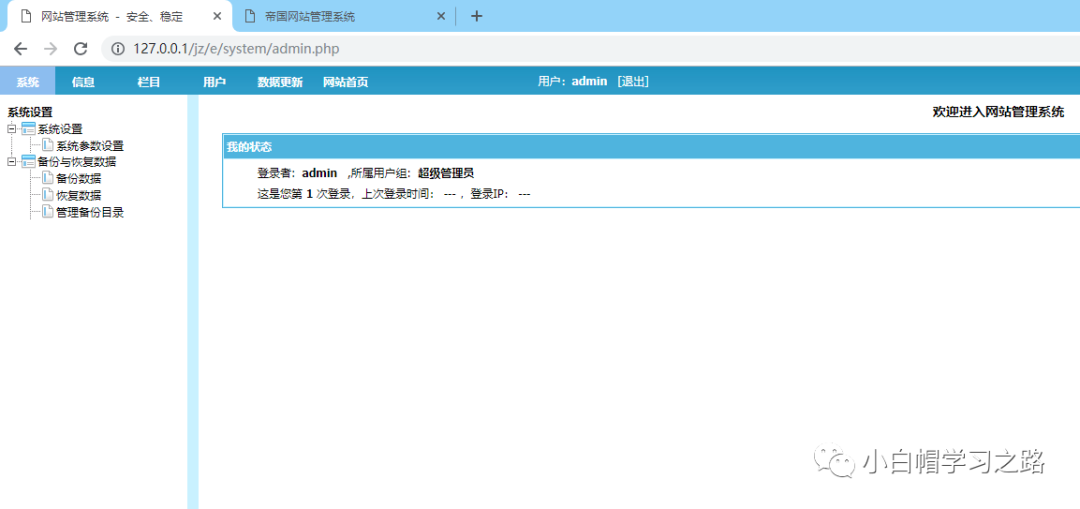 网站管理系统 - 安全、稳定
帝国网站管理系统
127.0.0.1/jz/e/system/admin.php
系统 信息 栏目 用户 数据更新 网站首页 用户：admin [退出]
系统设置
系统设置
系统参数设置
备份与恢复数据
备份数据
恢复数据
管理备份目录
欢迎进入网站管理系统
我的状态
登录者：admin ,所属用户组：超级管理员
这是您第 1 次登录，上次登录时间： --- ，登录IP： ---
小白帽学习之路